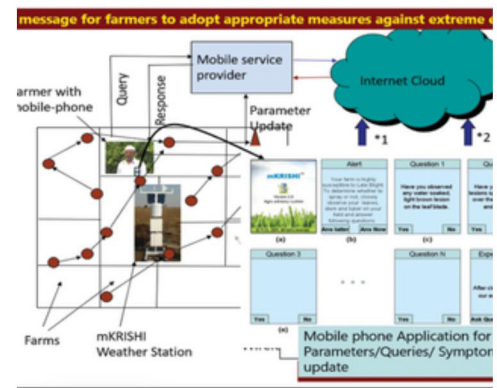 message for farmers to adopt appropriate measures against extreme
Mobile service
provider
Internet Cloud
armer with
mobile-phone
Query
Response
Parameter
Update
*1
*2
mKRISHI
(a)
Alert
Your farm is highly
susceptible to Late Blight
To determine whether to
spray or not, closely
observe your leaves,
stem and tuber on your
field and answer
following questions
Ans later
Ans Now
(b)
Question 1
Have you observed
any water soaked,
light brown lesion
on the leaf blade.
Yes
No
(c)
Question 3
Yes
No
(e)
. . .
Question N
Yes
No
Farms
mKRISHI
Weather Station
Mobile phone Application for
Parameters/Queries/ Sympto
update